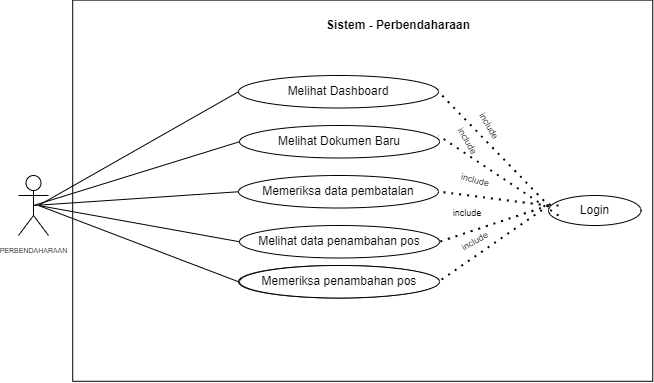 Sistem - Perbendaharaan
Melihat Dashboard
include
Melihat Dokumen Baru
include
Memeriksa data pembatalan
include
PERBENDAHARAAN
Login
include
Melihat data penambahan pos
include
Memeriksa penambahan pos